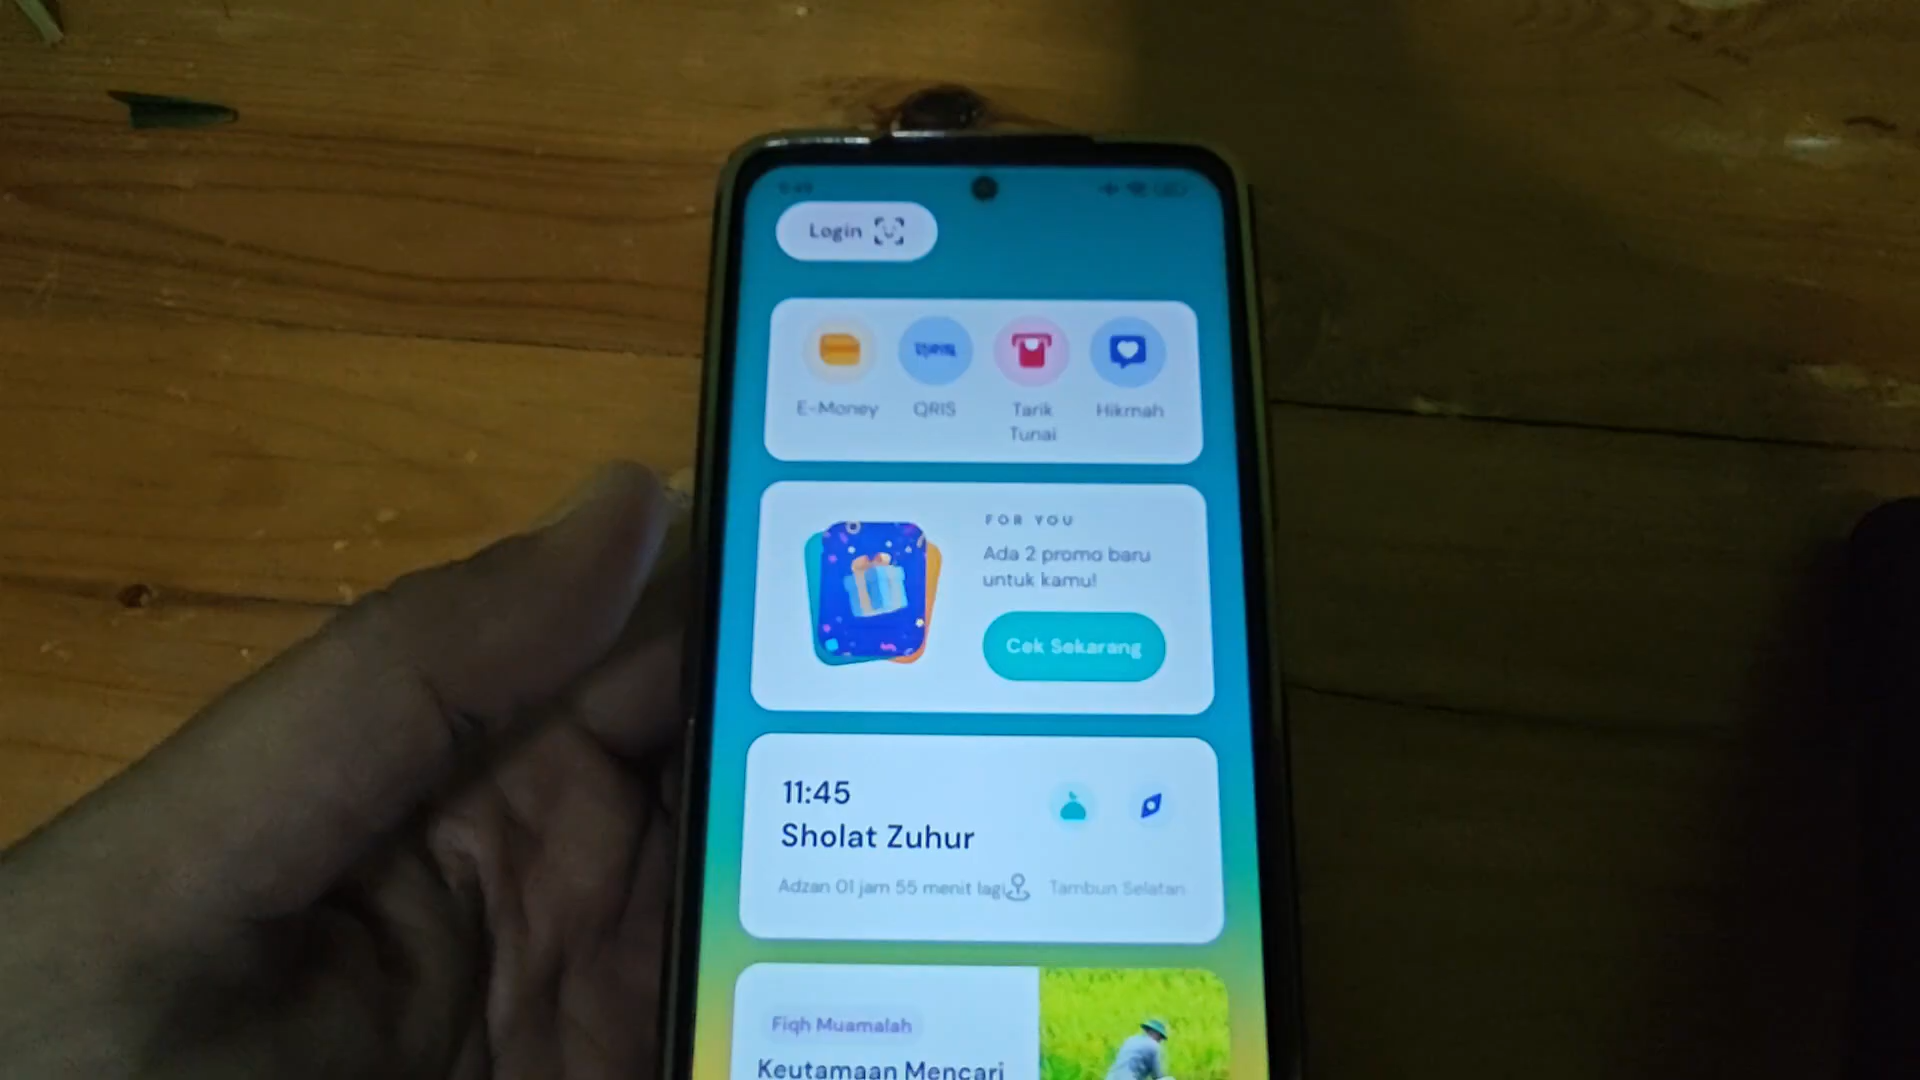 Login
E-Money QRIS Tarik Tunai Hikmah
FOR YOU
Ada 2 promo baru
untuk kamu!
Cek Sekarang
11:45
Sholat Zuhur
Adzan 01 jam 55 menit lagi
Tambun Selatan
Fiqh Muamalah
Keutamaan Mencari